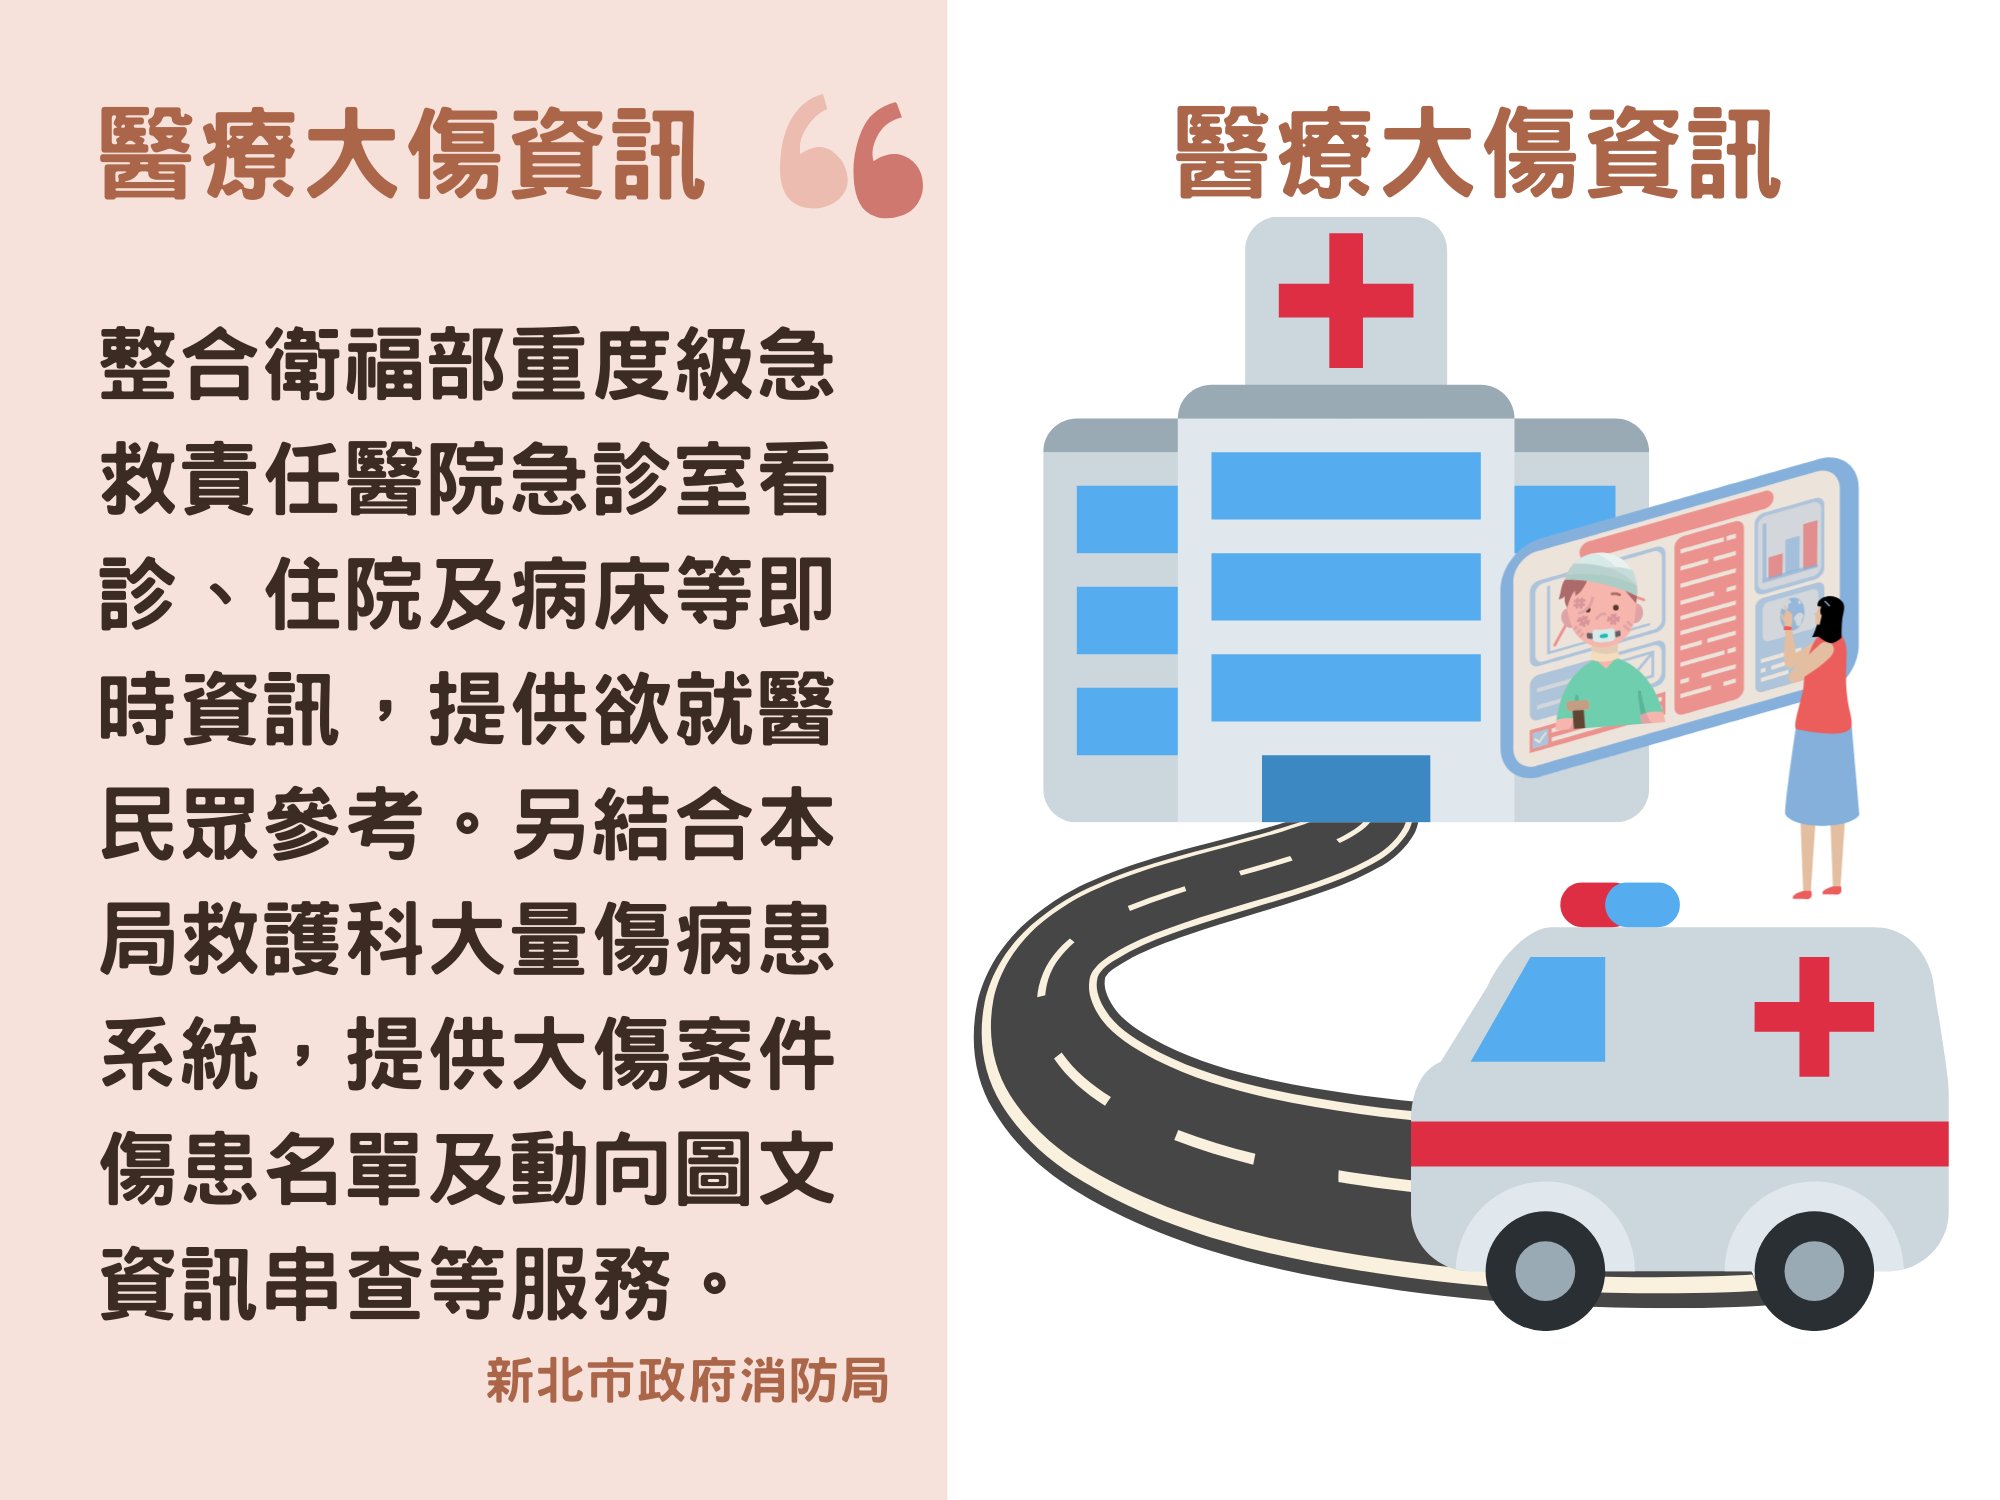 醫療大傷資訊
整合衛福部重度級急
救責任醫院急診室看
診、住院及病床等即
時資訊，提供欲就醫
民眾參考。另結合本
局救護科大量傷病患
系統，提供大傷案件
傷患名單及動向圖文
資訊串查等服務。
新北市政府消防局
醫療大傷資訊